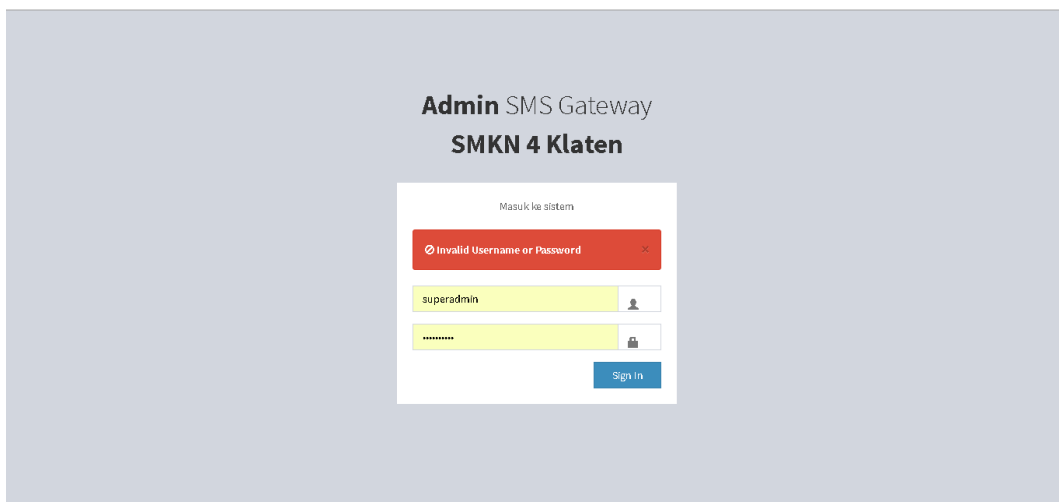 Admin SMS Gateway
SMKN 4 Klaten
Masuk ke sistem
Invalid Username or Password ×
superadmin
••••••••••
Sign In